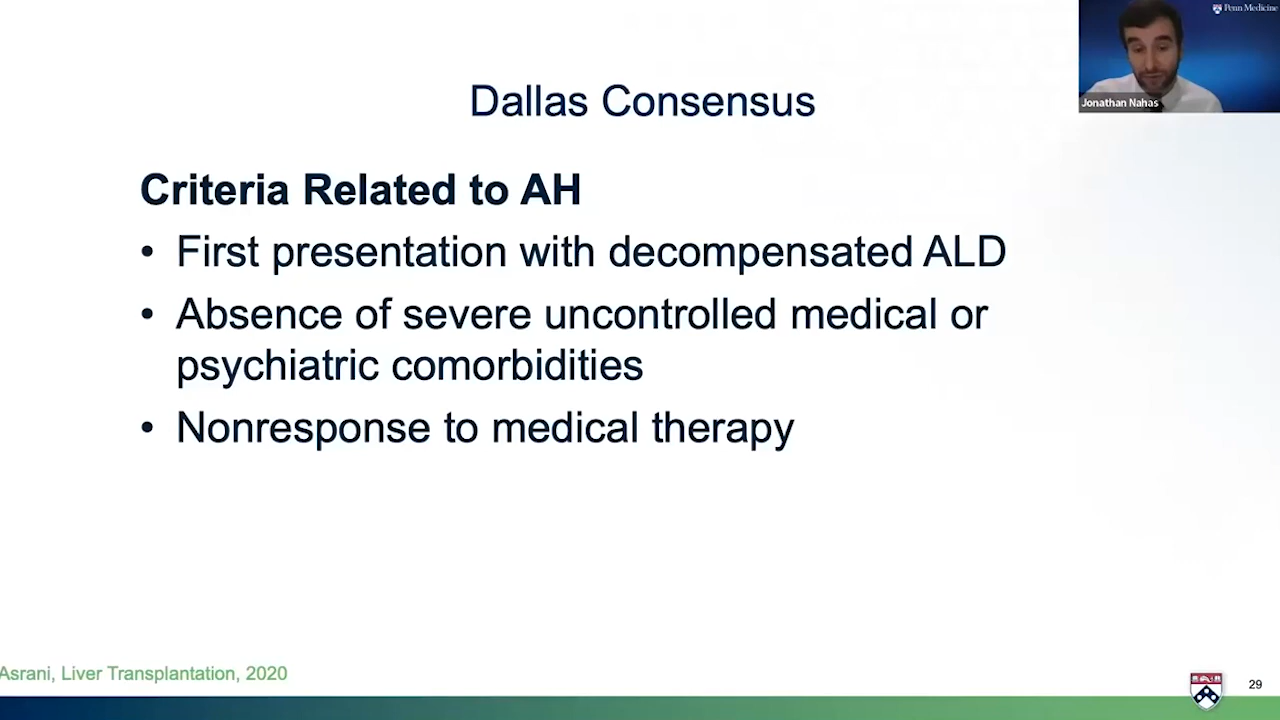 Penn Medicine
Jonathan Nahas
Dallas Consensus
Criteria Related to AH
• First presentation with decompensated ALD
• Absence of severe uncontrolled medical or
psychiatric comorbidities
• Nonresponse to medical therapy
Asrani, Liver Transplantation, 2020
29